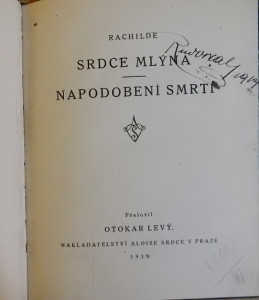 RACHILDE
SRDCE MLÝNA
NAPODOBENÍ SMRTI
Přeložil
OTOKAR LEVÝ.
NAKLADATELSTVÍ ALOISE SRDCE V PRAZE
1919.